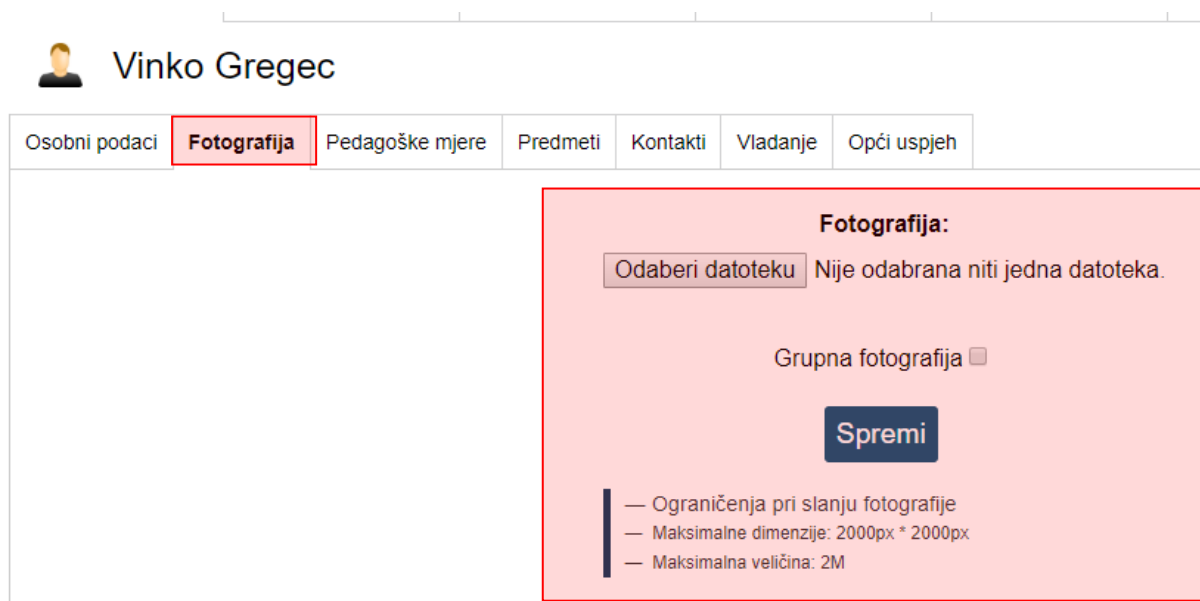 Vinko Gregec
Osobni podaci Fotografija Pedagoške mjere Predmeti Kontakti Vladanje Opći uspjeh
Fotografija:
Odaberi datoteku Nije odabrana niti jedna datoteka.
Grupna fotografija
Spremi
— Ograničenja pri slanju fotografije
— Maksimalne dimenzije: 2000px * 2000px
— Maksimalna veličina: 2M